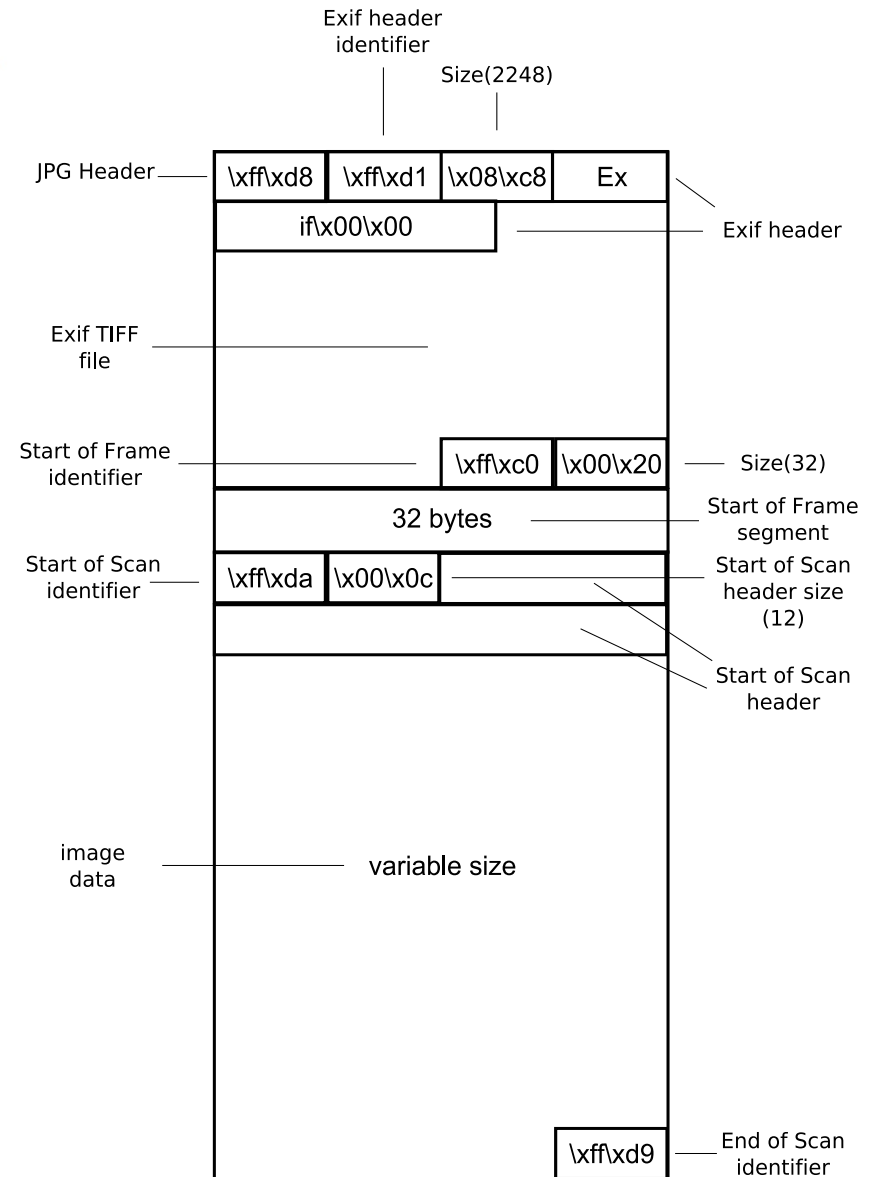 Exif header
identifier
Size(2248)
JPG Header
\xff\xd8
\xff\xd1
\x08\xc8
Ex
if\x00\x00
Exif header
Exif TIFF
file
Start of Frame
identifier
\xff\xc0
\x00\x20
Size(32)
32 bytes
Start of Frame
segment
Start of Scan
identifier
\xff\xda
\x00\x0c
Start of Scan
header size
(12)
Start of Scan
header
image
data
variable size
\xff\xd9
End of Scan
identifier